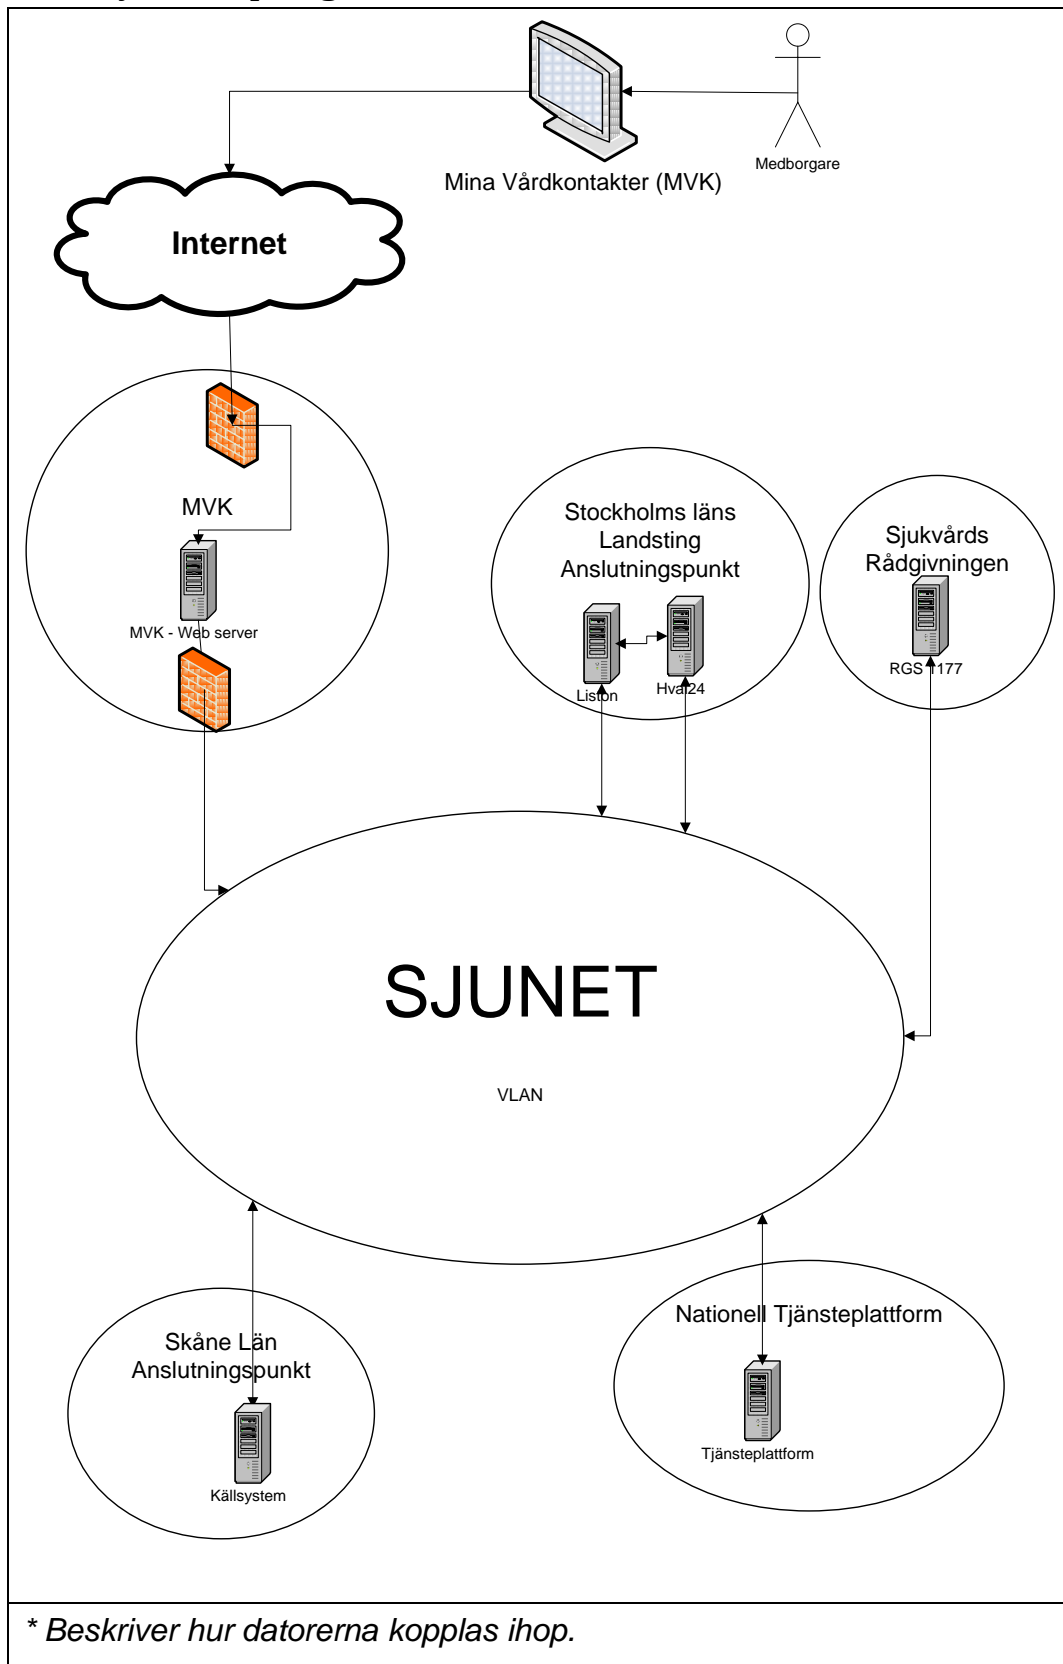 Medborgare
Mina Vårdkontakter (MVK)
Internet
MVK
MVK - Web server
Stockholms läns
Landsting
Anslutningspunkt
Liston
Hval24
Sjukvårds
Rådgivningen
RGS 1177
SJUNET
VLAN
Skåne Län
Anslutningspunkt
Källsystem
Nationell Tjänsteplattform
Tjänsteplattform
* Beskriver hur datorerna kopplas ihop.